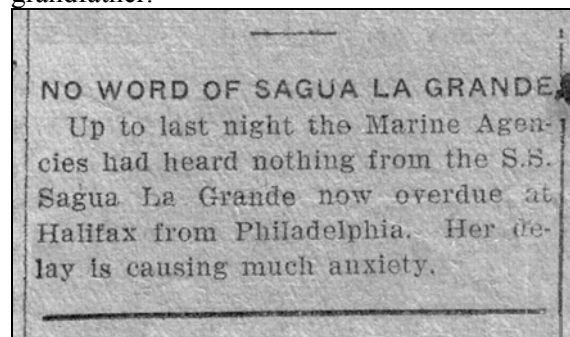 grandfather.
NO WORD OF SAGUA LA GRANDE
Up to last night the Marine Agen-
cies had heard nothing from the S.S.
Sagua La Grande now overdue at
Halifax from Philadelphia. Her de-
lay is causing much anxiety.